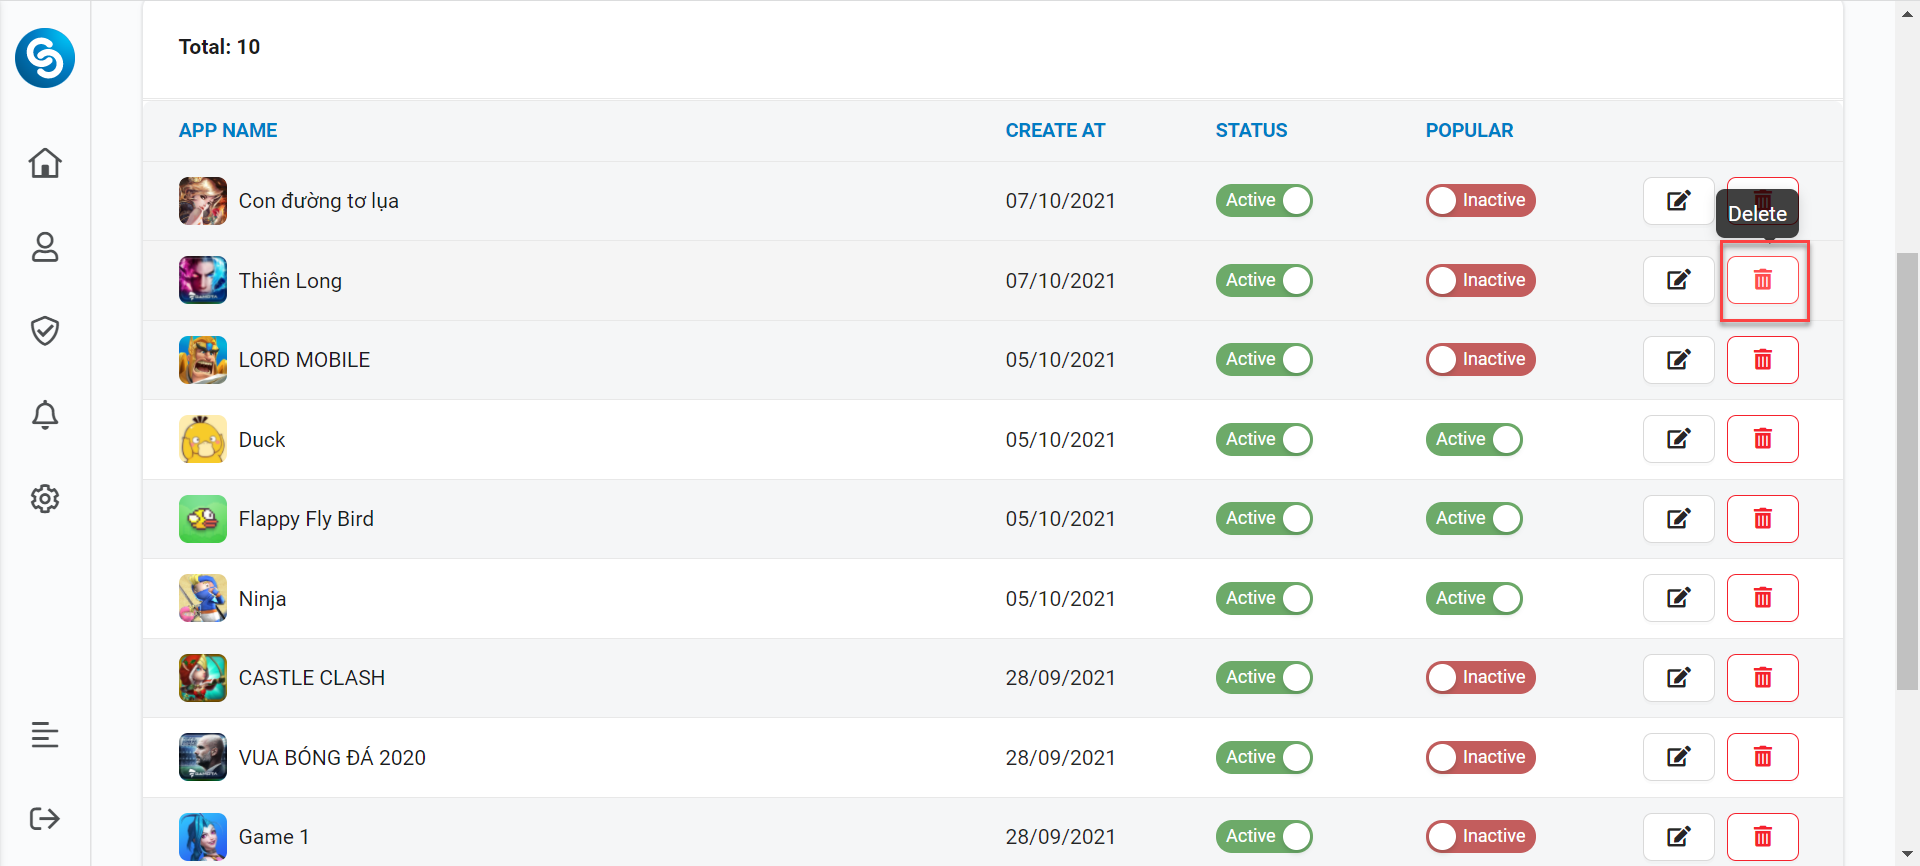 Total: 10
APP NAME CREATE AT STATUS POPULAR
Con đường tơ lụa 07/10/2021 Active Inactive
Delete
Thiên Long 07/10/2021 Active Inactive
LORD MOBILE 05/10/2021 Active Inactive
Duck 05/10/2021 Active Active
Flappy Fly Bird 05/10/2021 Active Active
Ninja 05/10/2021 Active Active
CASTLE CLASH 28/09/2021 Active Inactive
VUA BÓNG ĐÁ 2020 28/09/2021 Active Inactive
Game 1 28/09/2021 Active Inactive